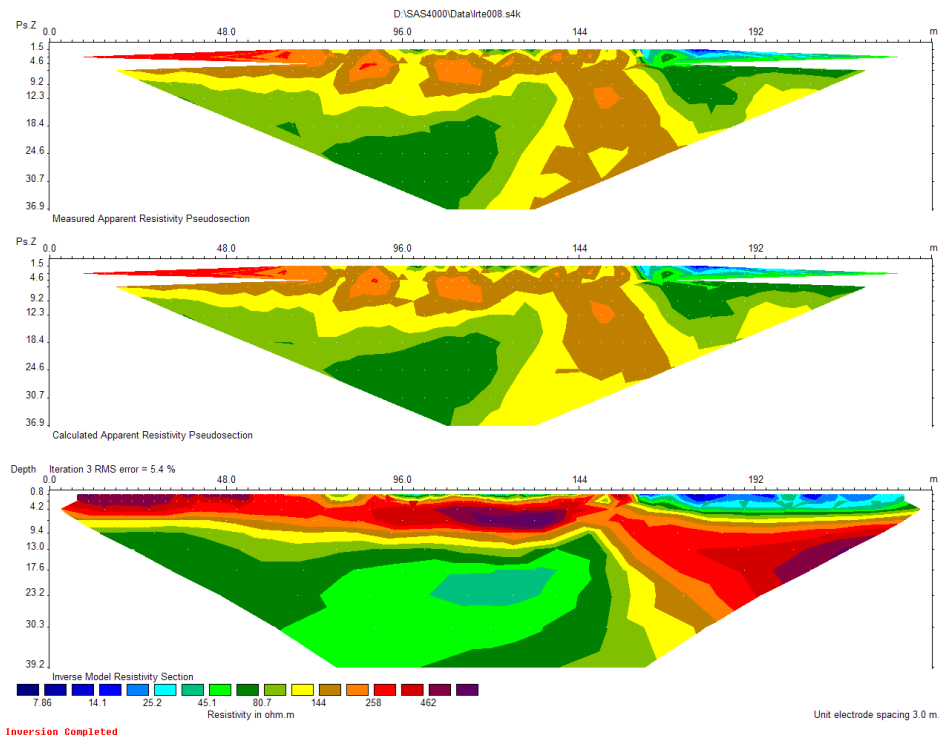 D:\SAS4000\Data\lrte008.s4k
Ps.Z 0.0 48.0 96.0 144 192 m.
1.5
4.6
9.2
12.3
18.4
24.6
30.7
36.9
Measured Apparent Resistivity Pseudosection
Ps.Z 0.0 48.0 96.0 144 192 m.
1.5
4.6
9.2
12.3
18.4
24.6
30.7
36.9
Calculated Apparent Resistivity Pseudosection
Depth Iteration 3 RMS error = 5.4 %
0.0 48.0 96.0 144 192 m.
0.8
4.2
9.4
13.0
17.6
23.2
30.3
39.2
Inverse Model Resistivity Section
7.86 14.1 25.2 45.1 80.7 144 258 462
Resistivity in ohm.m Unit electrode spacing 3.0 m.
Inversion Completed